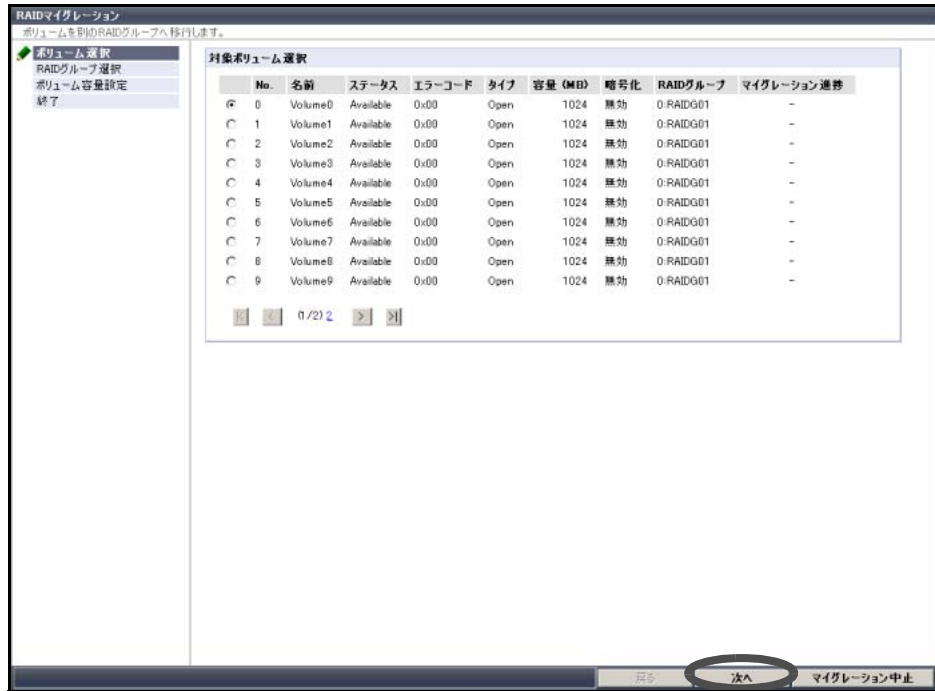 RAIDマイグレーション
ボリュームを別のRAIDグループへ移行します。
ボリューム選択
RAIDグループ選択
ボリューム容量設定
終了
対象ボリューム選択
No. 名前 ステータス エラーコード タイプ 容量 (MB) 暗号化 RAIDグループ マイグレーション進捗
0 Volume0 Available 0x00 Open 1024 無効 0:RAIDG01 -
1 Volume1 Available 0x00 Open 1024 無効 0:RAIDG01 -
2 Volume2 Available 0x00 Open 1024 無効 0:RAIDG01 -
3 Volume3 Available 0x00 Open 1024 無効 0:RAIDG01 -
4 Volume4 Available 0x00 Open 1024 無効 0:RAIDG01 -
5 Volume5 Available 0x00 Open 1024 無効 0:RAIDG01 -
6 Volume6 Available 0x00 Open 1024 無効 0:RAIDG01 -
7 Volume7 Available 0x00 Open 1024 無効 0:RAIDG01 -
8 Volume8 Available 0x00 Open 1024 無効 0:RAIDG01 -
9 Volume9 Available 0x00 Open 1024 無効 0:RAIDG01 -
(1/2) 2
戻る 次へ マイグレーション中止